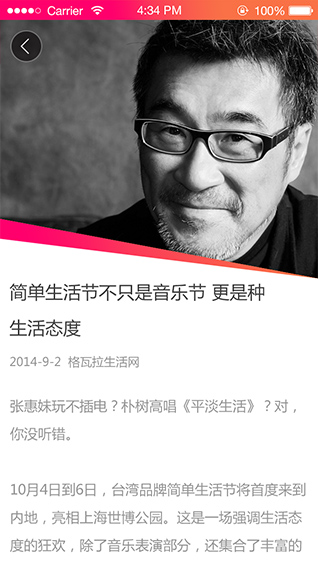 Carrier 4:34 PM 100%
简单生活节不只是音乐节 更是种
生活态度
2014-9-2 格瓦拉生活网
张惠妹玩不插电？朴树高唱《平淡生活》？对，
你没听错。
10月4日到6日，台湾品牌简单生活节将首度来到
内地，亮相上海世博公园。这是一场强调生活态
度的狂欢，除了音乐表演部分，还集合了丰富的